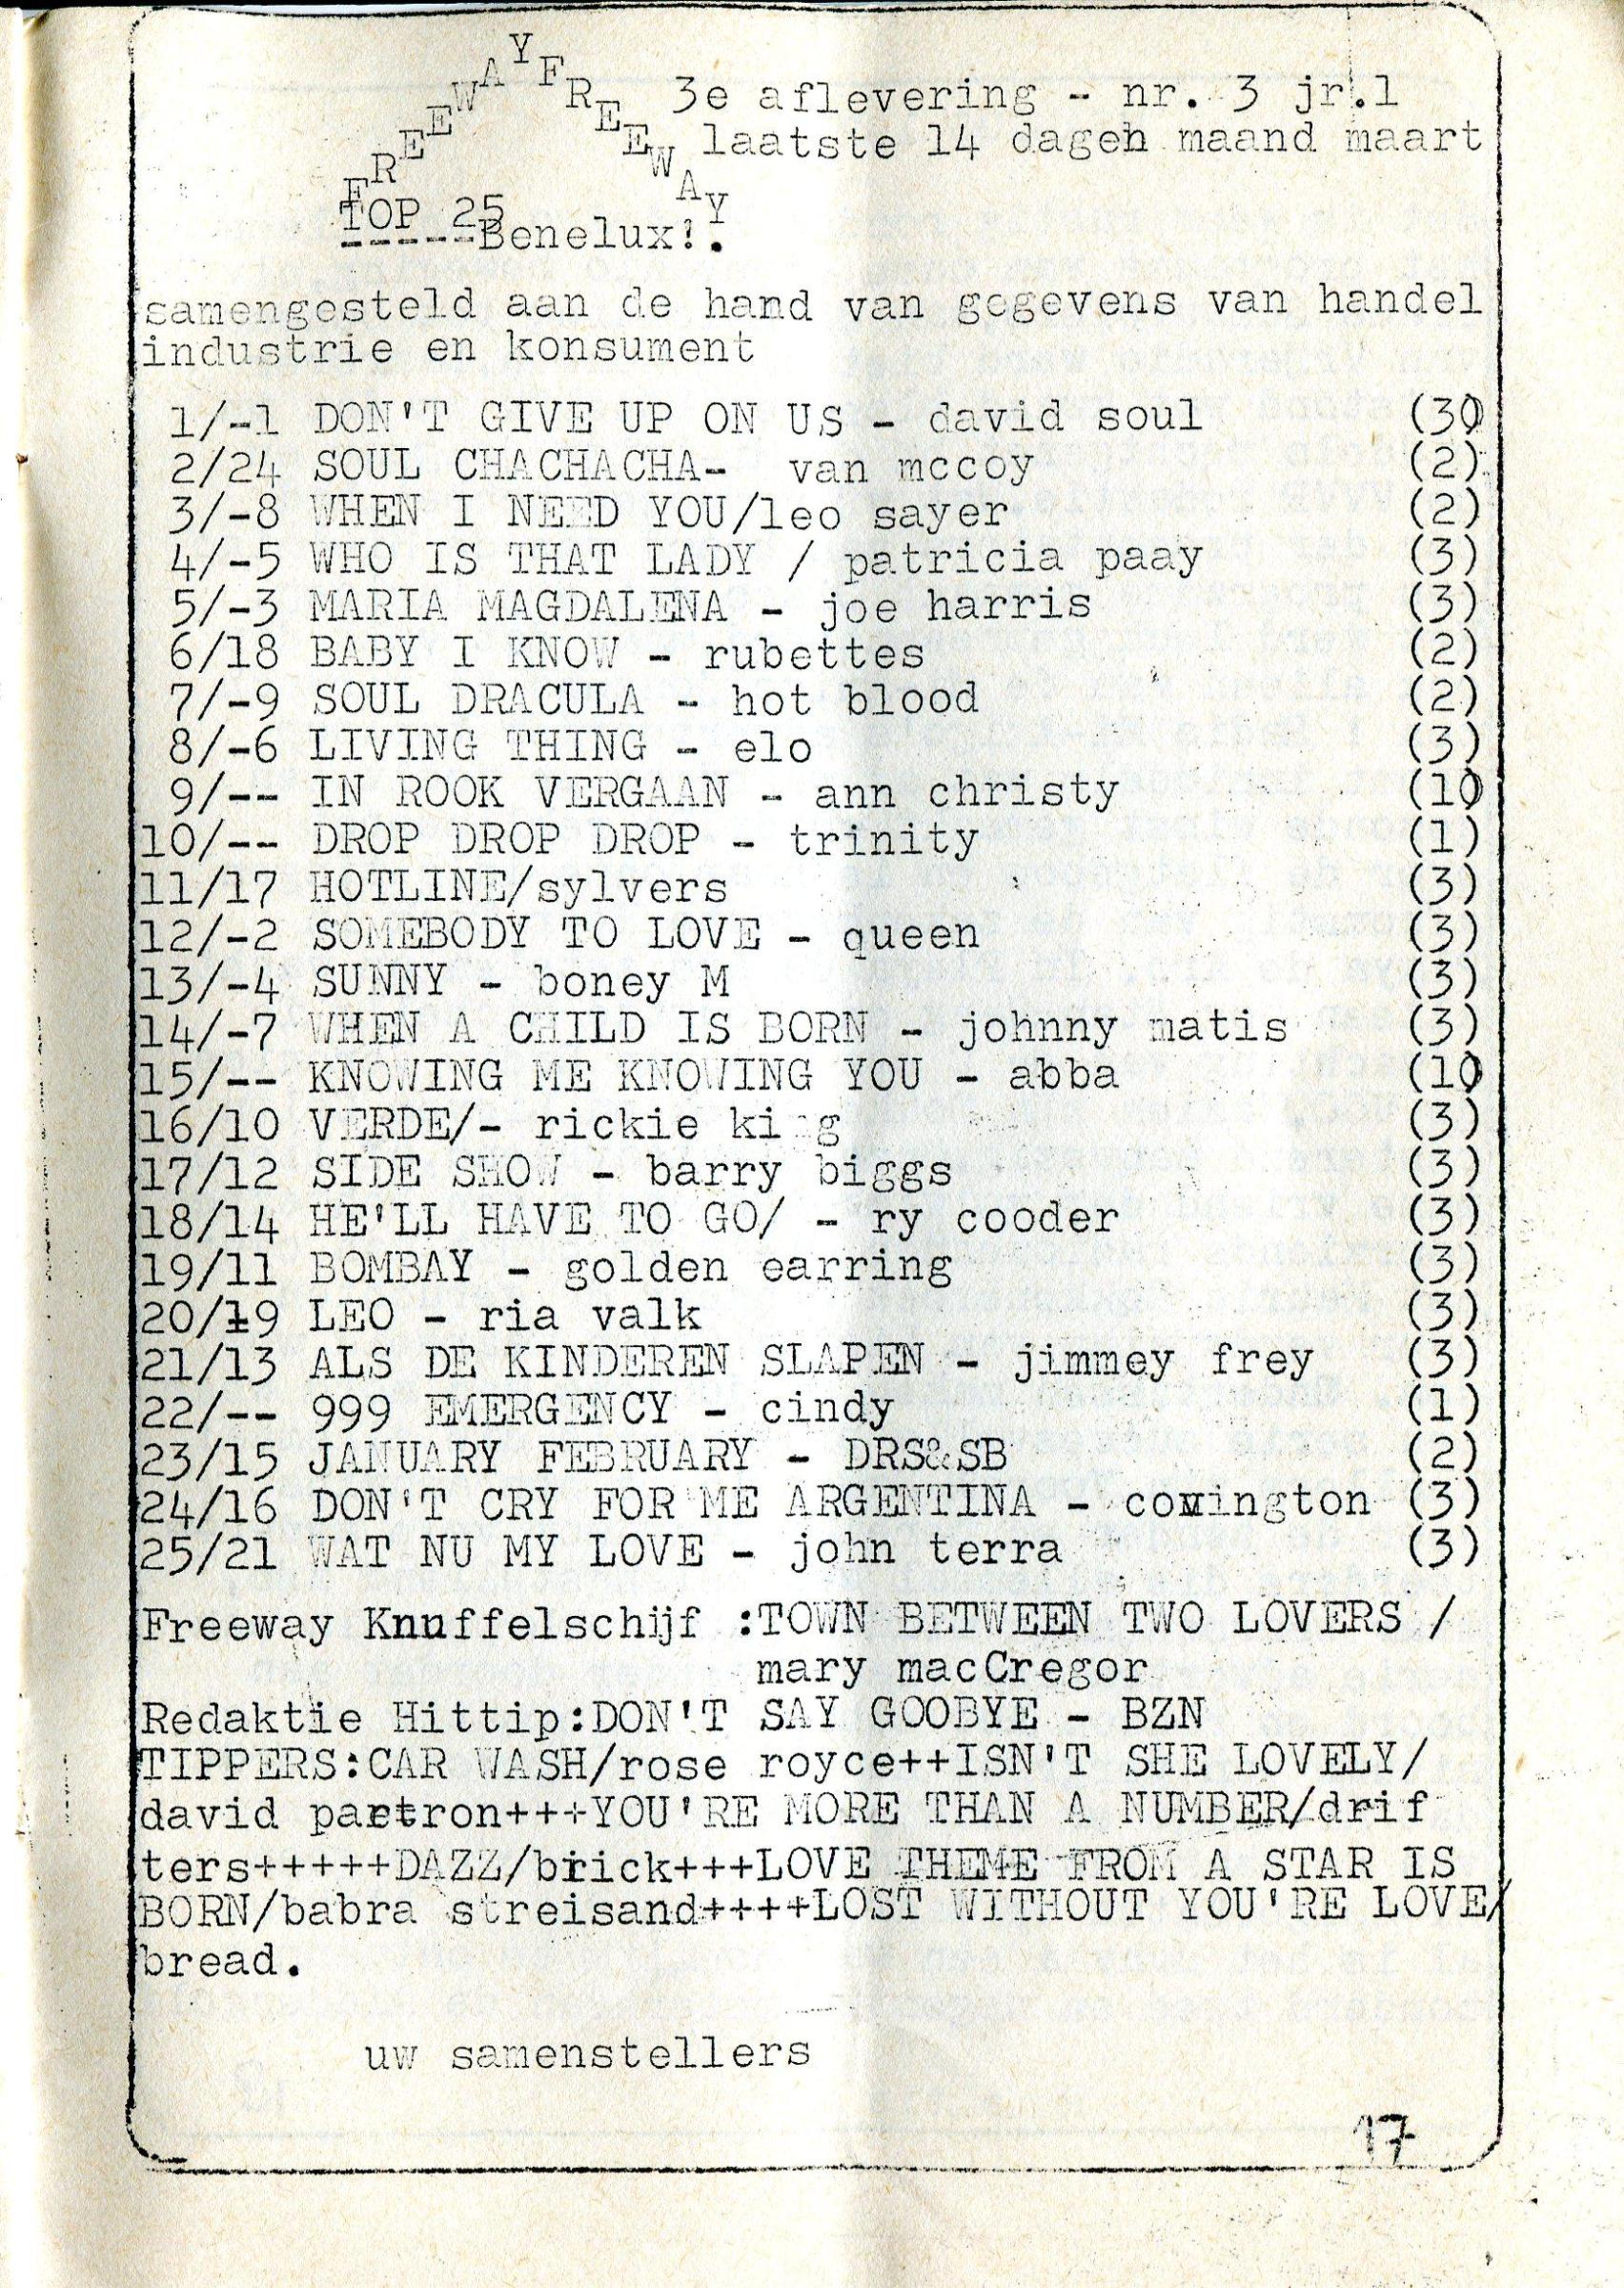 FREEWAYFREEWAY
3e aflevering - nr. 3 jr.1
laatste 14 dagen maand maart
TOP 25
------Benelux!.
samengesteld aan de hand van gegevens van handel
industrie en konsument
1/-1 DON'T GIVE UP ON US - david soul (3)
2/24 SOUL CHACHACHA- van mccoy (2)
3/-8 WHEN I NEED YOU/leo sayer (2)
4/-5 WHO IS THAT LADY / patricia paay (3)
5/-3 MARIA MAGDALENA - joe harris (3)
6/18 BABY I KNOW - rubettes (2)
7/-9 SOUL DRACULA - hot blood (2)
8/-6 LIVING THING - elo (3)
9/-- IN ROOK VERGAAN - ann christy (1)
10/-- DROP DROP DROP - trinity (1)
11/17 HOTLINE/sylvers (3)
12/-2 SOMEBODY TO LOVE - queen (3)
13/-4 SUNNY - boney M (3)
14/-7 WHEN A CHILD IS BORN - johnny matis (3)
15/-- KNOWING ME KNOWING YOU - abba (1)
16/10 VERDE/- rickie king (3)
17/12 SIDE SHOW - barry biggs (3)
18/14 HE'LL HAVE TO GO/ - ry cooder (3)
19/11 BOMBAY - golden earring (3)
20/19 LEO - ria valk (3)
21/13 ALS DE KINDEREN SLAPEN - jimmey frey (3)
22/-- 999 EMERGENCY - cindy (1)
23/15 JANUARY FEBRUARY - DRS&SB (2)
24/16 DON'T CRY FOR ME ARGENTINA - covington (3)
25/21 WAT NU MY LOVE - john terra (3)
Freeway Knuffelschijf :TOWN BETWEEN TWO LOVERS /
mary macCregor
Redaktie Hittip:DON'T SAY GOOBYE - BZN
TIPPERS:CAR WASH/rose royce++ISN'T SHE LOVELY/
david partron+++YOU'RE MORE THAN A NUMBER/drif
ters+++++DAZZ/brick+++LOVE THEME FROM A STAR IS
BORN/babra streisand++++LOST WITHOUT YOU'RE LOVE/
bread.
uw samenstellers
17